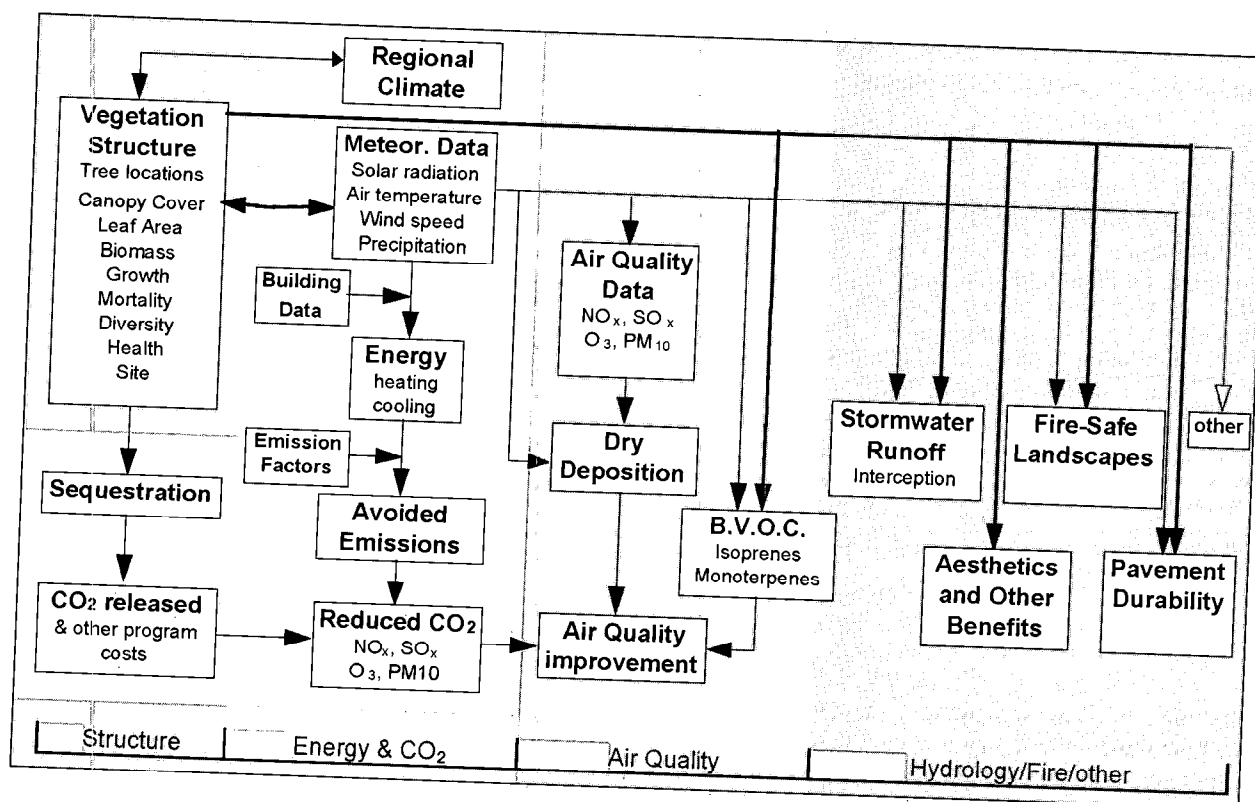 Regional
Climate
Vegetation
Structure
Tree locations
Canopy Cover
Leaf Area
Biomass
Growth
Mortality
Diversity
Health
Site
Meteor. Data
Solar radiation
Air temperature
Wind speed
Precipitation
Building
Data
Energy
heating
cooling
Emission
Factors
Sequestration
Avoided
Emissions
CO₂ released
& other program
costs
Reduced CO₂
NOₓ, SOₓ
O₃, PM10
Air Quality
Data
NOₓ, SOₓ
O₃, PM₁₀
Dry
Deposition
B.V.O.C.
Isoprenes
Monoterpenes
Air Quality
improvement
Stormwater
Runoff
Interception
Fire-Safe
Landscapes
other
Aesthetics
and Other
Benefits
Pavement
Durability
Structure
Energy & CO₂
Air Quality
Hydrology/Fire/other